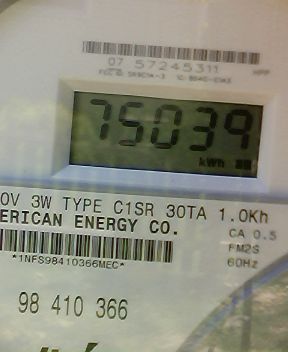 07 57245311
HPP
75039
kWh
0V 3W TYPE C1SR 30TA 1.0Kh
ERICAN ENERGY CO.
CA 0.5
FM2S
*1NFS98410366MEC*
60Hz
98 410 366